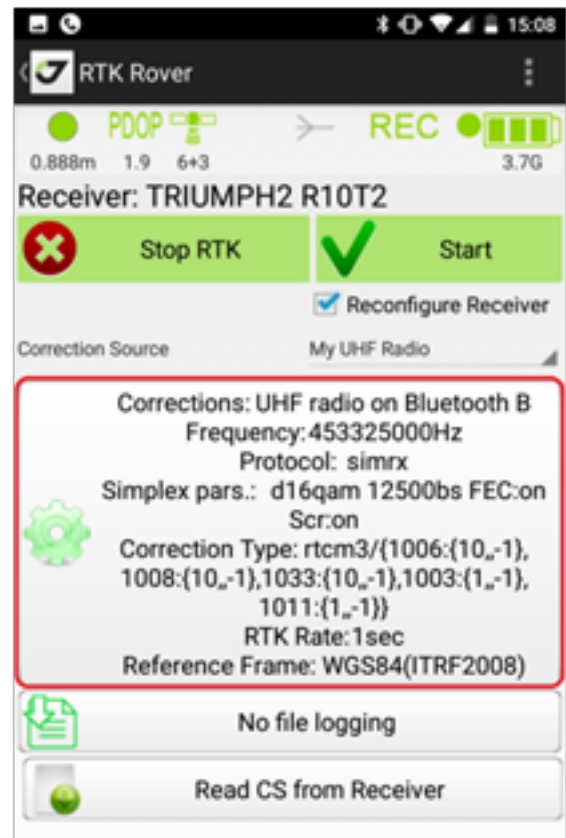 15:08
RTK Rover
PDOP REC
0.888m 1.9 6+3 3.7G
Receiver: TRIUMPH2 R10T2
Stop RTK Start
Reconfigure Receiver
Correction Source My UHF Radio
Corrections: UHF radio on Bluetooth B
Frequency:453325000Hz
Protocol: simrx
Simplex pars.: d16qam 12500bs FEC:on
Scr:on
Correction Type: rtcm3/{1006:{10,,-1},
1008:{10,,-1},1033:{10,,-1},1003:{1,,-1},
1011:{1,,-1}}
RTK Rate:1sec
Reference Frame: WGS84(ITRF2008)
No file logging
Read CS from Receiver